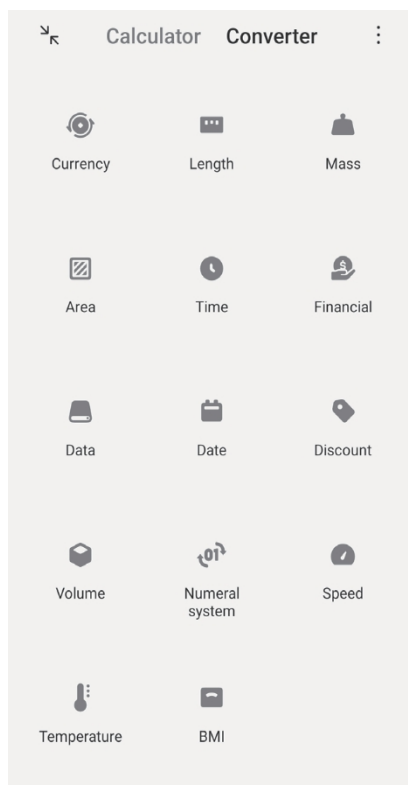 Calculator Converter
Currency Length Mass
Area Time Financial
Data Date Discount
Volume Numeral system Speed
Temperature BMI